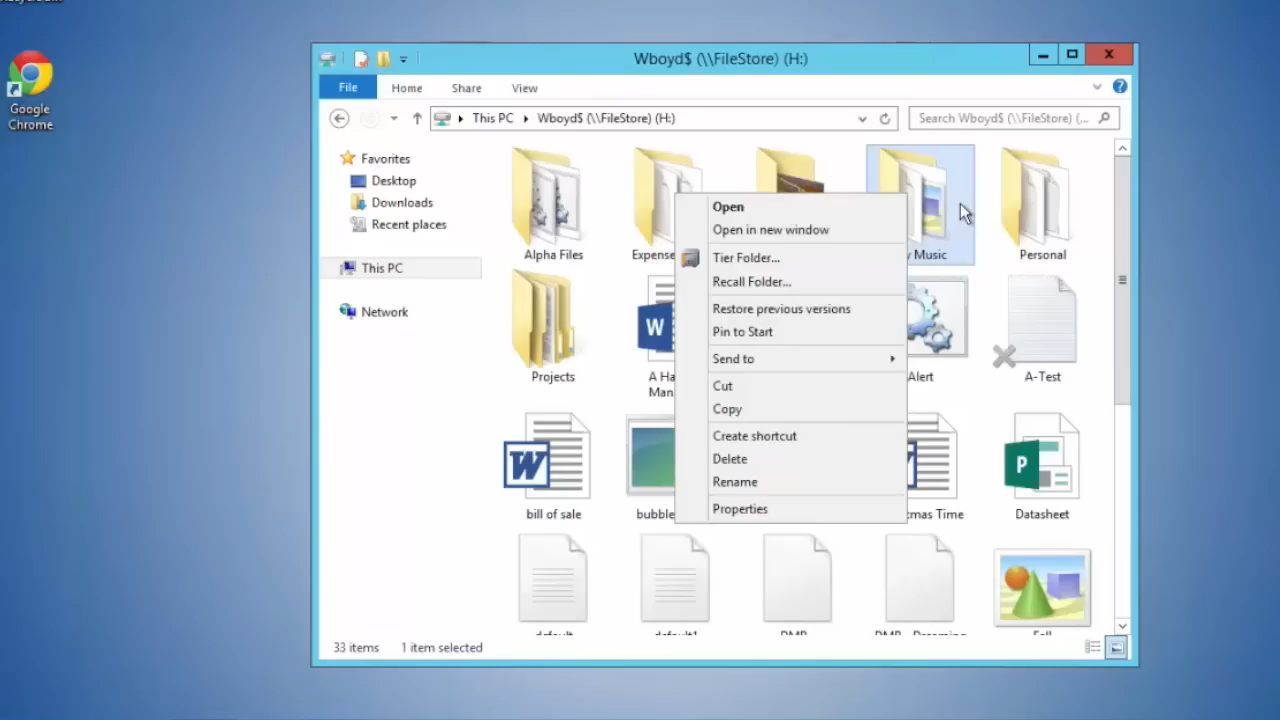 Google
Chrome
Wboyd$ (\\FileStore) (H:)
File
Home
Share
View
This PC
Wboyd$ (\\FileStore) (H:)
Search Wboyd$ (\\FileStore) (...
Favorites
Desktop
Downloads
Recent places
This PC
Network
Alpha Files
Expense
Music
Personal
Open
Open in new window
Tier Folder...
Recall Folder...
Restore previous versions
Pin to Start
Send to
Cut
Copy
Create shortcut
Delete
Rename
Properties
Projects
W
A Ha
Man
Alert
A-Test
W
bill of sale
bubble
mas Time
P
Datasheet
default
default1
DMB
33 items
1 item selected